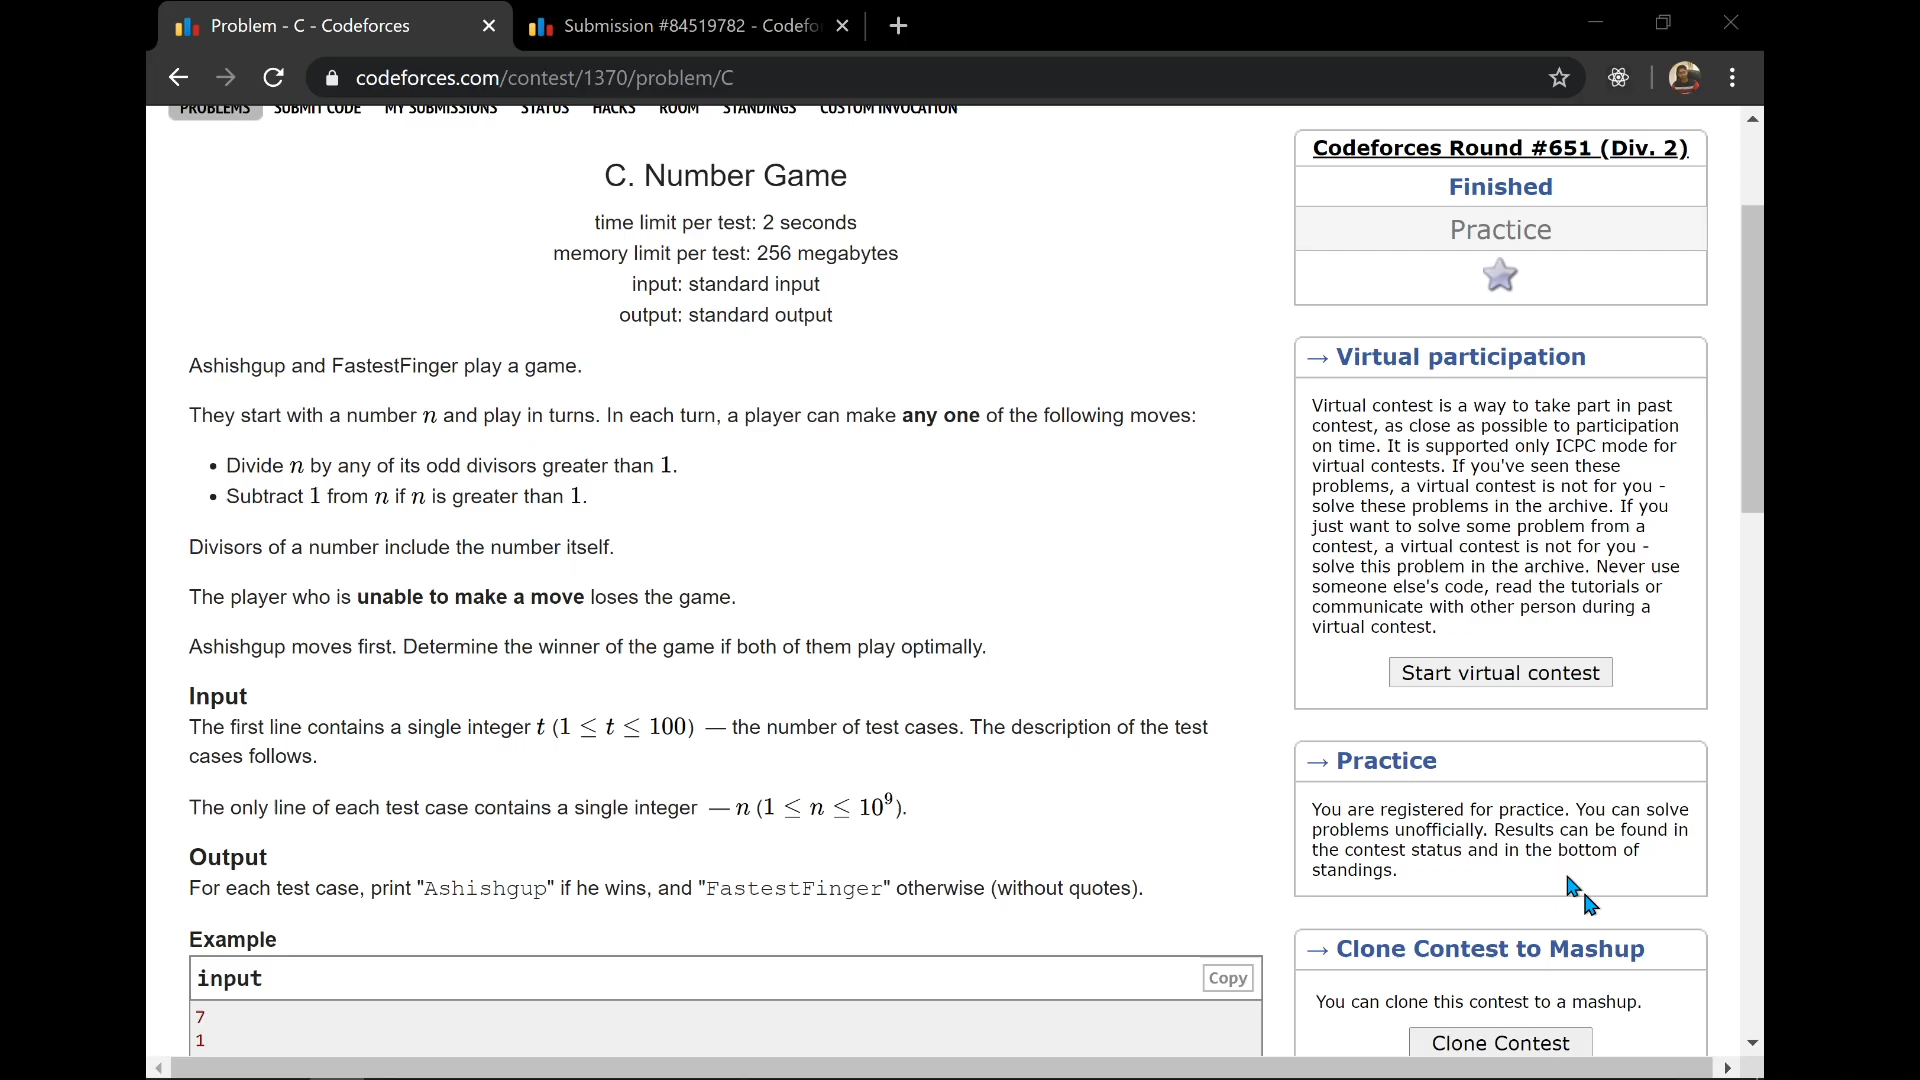 Problem - C - Codeforces
Submission #84519782 - Codefo
codeforces.com/contest/1370/problem/C
PROBLEMS SUBMIT CODE MY SUBMISSIONS STATUS HACKS ROOM STANDINGS CUSTOM INVOCATION
C. Number Game
time limit per test: 2 seconds
memory limit per test: 256 megabytes
input: standard input
output: standard output
Ashishgup and FastestFinger play a game.
They start with a number n and play in turns. In each turn, a player can make any one of the following moves:
• Divide n by any of its odd divisors greater than 1.
• Subtract 1 from n if n is greater than 1.
Divisors of a number include the number itself.
The player who is unable to make a move loses the game.
Ashishgup moves first. Determine the winner of the game if both of them play optimally.
Input
The first line contains a single integer t (1 ≤ t ≤ 100) — the number of test cases. The description of the test
cases follows.
The only line of each test case contains a single integer — n (1 ≤ n ≤ 10⁹).
Output
For each test case, print "Ashishgup" if he wins, and "FastestFinger" otherwise (without quotes).
Example
input
Copy
7
1
Codeforces Round #651 (Div. 2)
Finished
Practice
→ Virtual participation
Virtual contest is a way to take part in past
contest, as close as possible to participation
on time. It is supported only ICPC mode for
virtual contests. If you've seen these
problems, a virtual contest is not for you -
solve these problems in the archive. If you
just want to solve some problem from a
contest, a virtual contest is not for you -
solve this problem in the archive. Never use
someone else's code, read the tutorials or
communicate with other person during a
virtual contest.
Start virtual contest
→ Practice
You are registered for practice. You can solve
problems unofficially. Results can be found in
the contest status and in the bottom of
standings.
→ Clone Contest to Mashup
You can clone this contest to a mashup.
Clone Contest